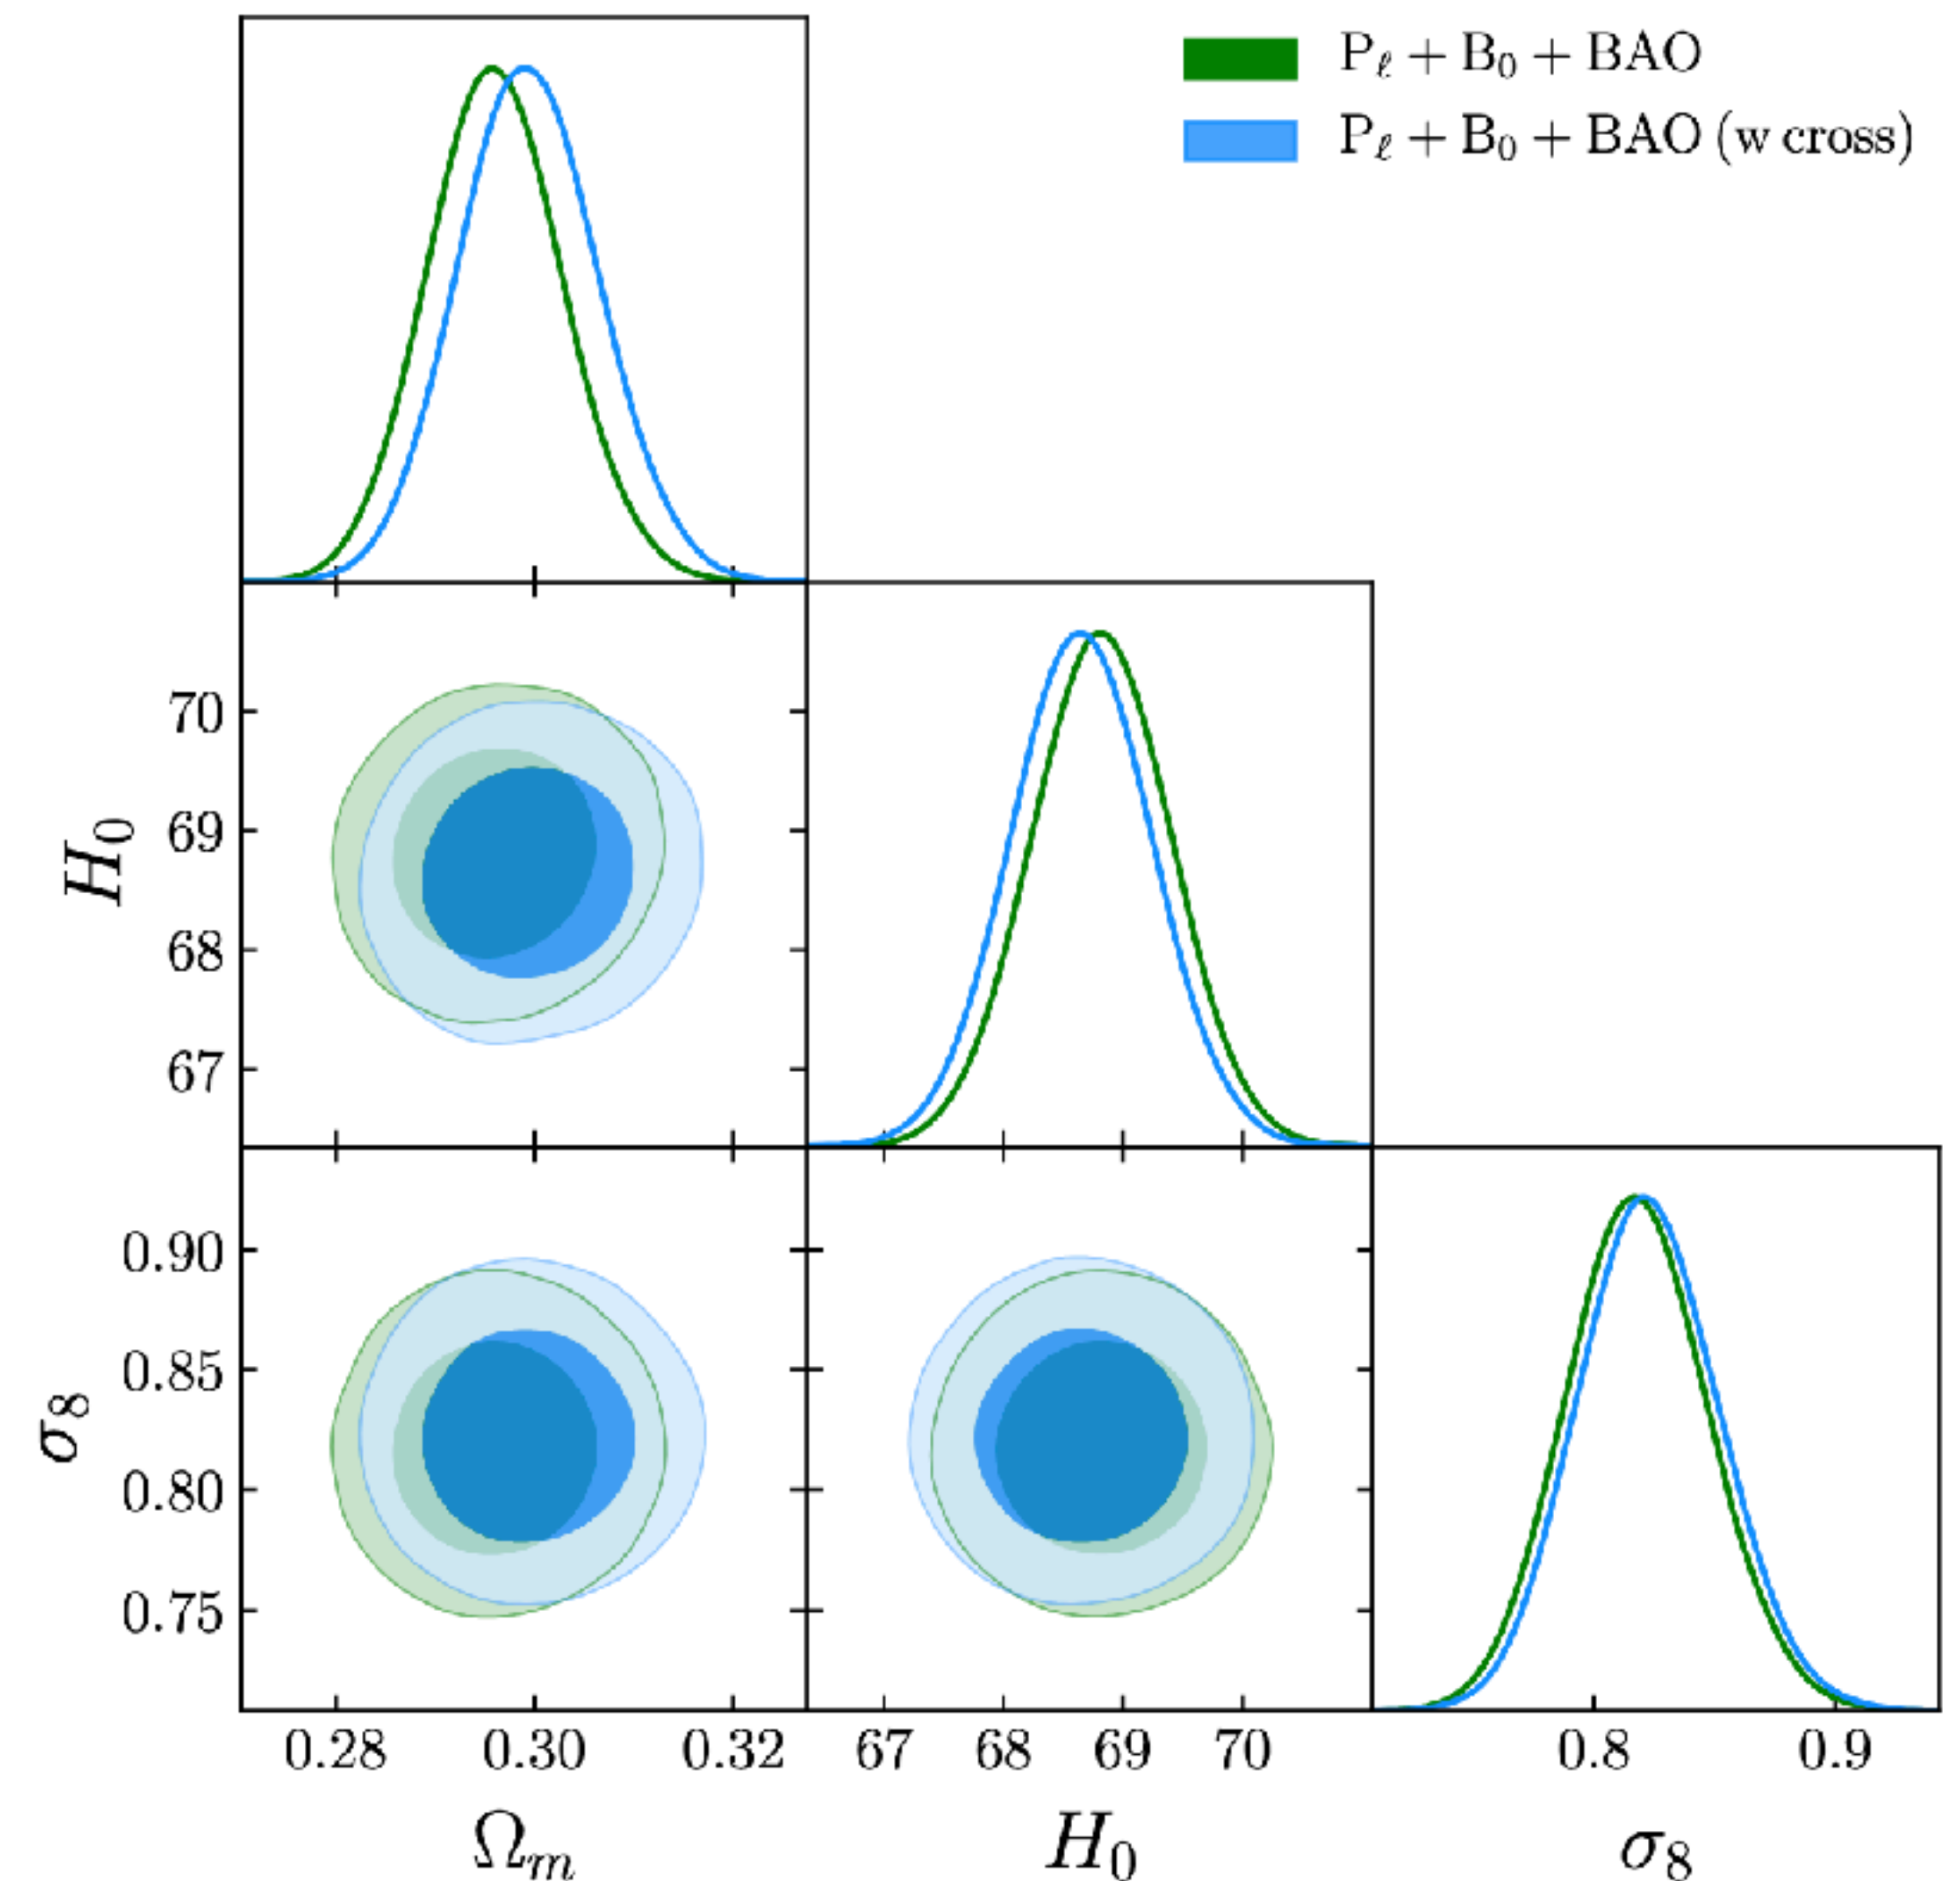 P_ℓ + B_0 + BAO
P_ℓ + B_0 + BAO (w cross)
70
69
68
67
H_0
0.90
0.85
0.80
0.75
σ_8
0.28 0.30 0.32 67 68 69 70 0.8 0.9
Ω_m H_0 σ_8